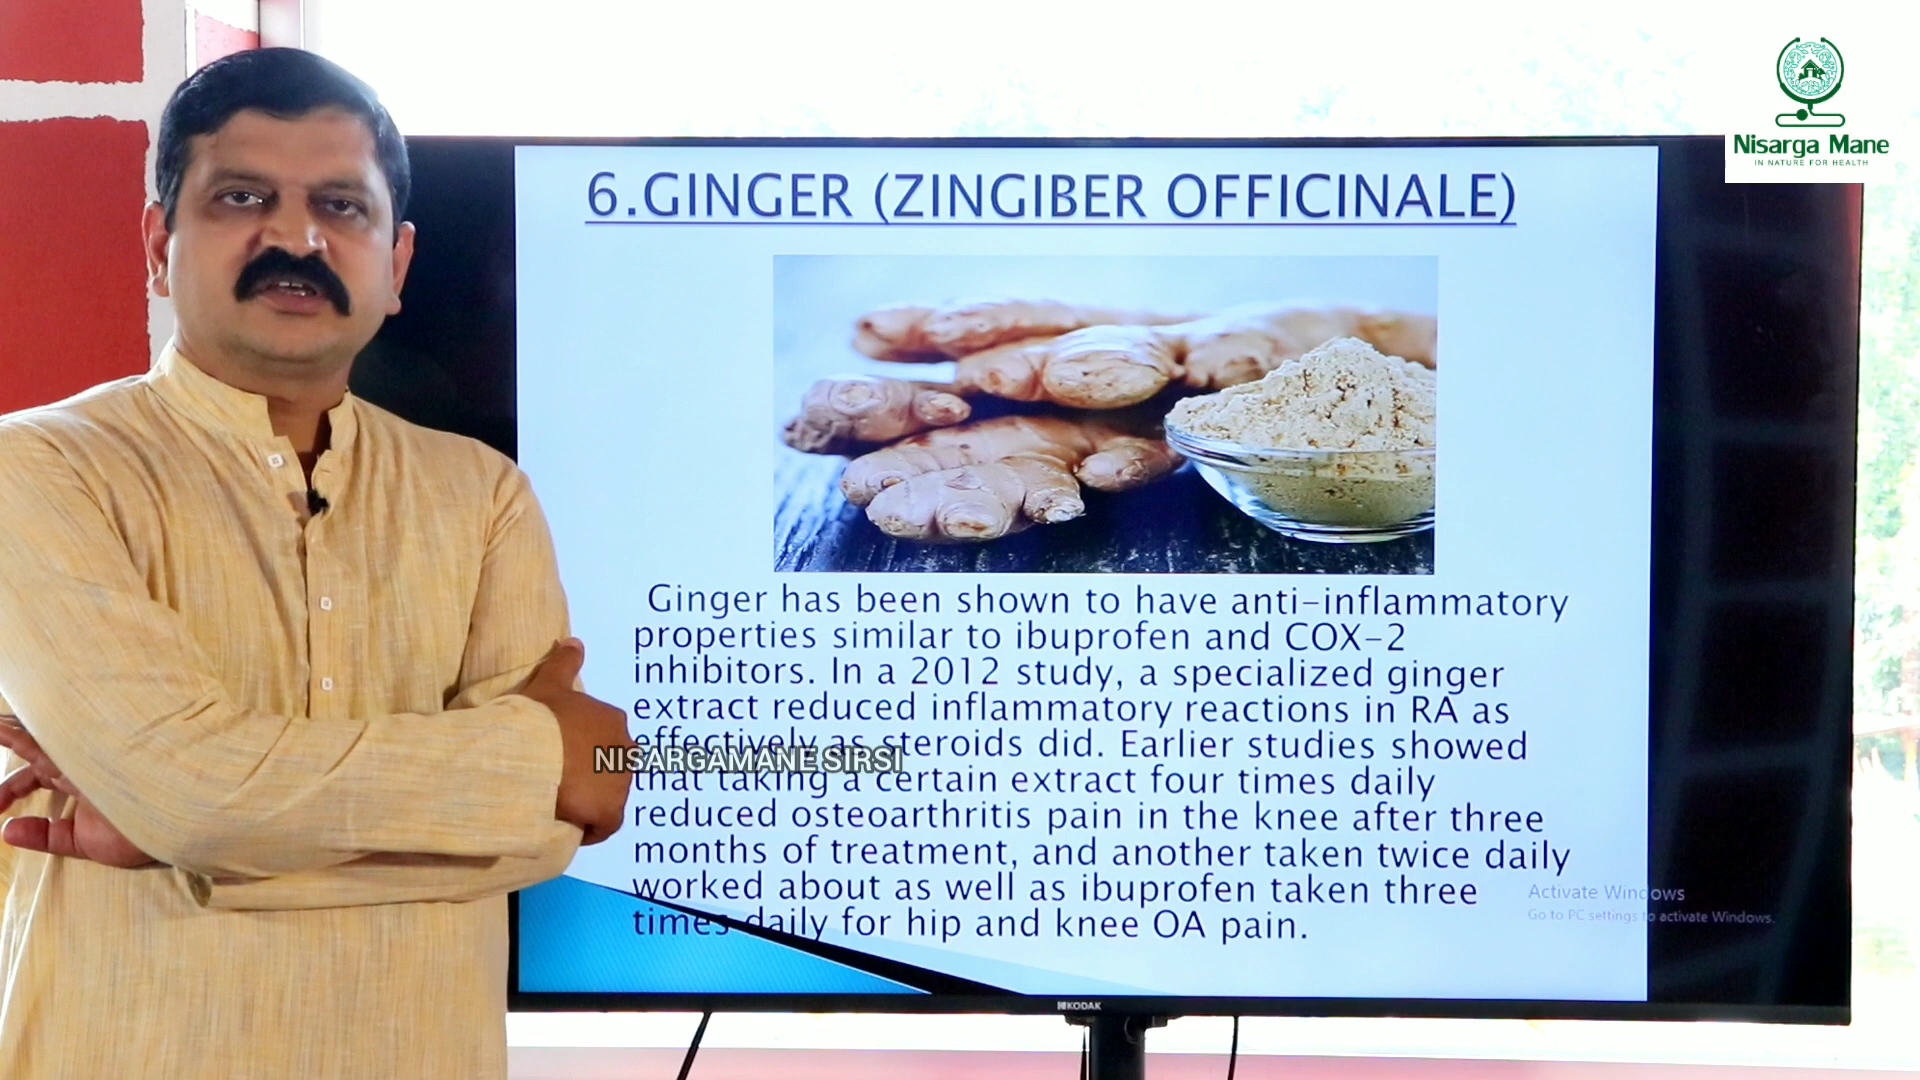 Nisarga Mane
IN NATURE FOR HEALTH
6.GINGER (ZINGIBER OFFICINALE)
Ginger has been shown to have anti-inflammatory
properties similar to ibuprofen and COX-2
inhibitors. In a 2012 study, a specialized ginger
extract reduced inflammatory reactions in RA as
effectively as steroids did. Earlier studies showed
NISARGAMANE SIRSI
that taking a certain extract four times daily
reduced osteoarthritis pain in the knee after three
months of treatment, and another taken twice daily
worked about as well as ibuprofen taken three
times daily for hip and knee OA pain.
Activate Windows
Go to PC settings to activate Windows.
KODAK